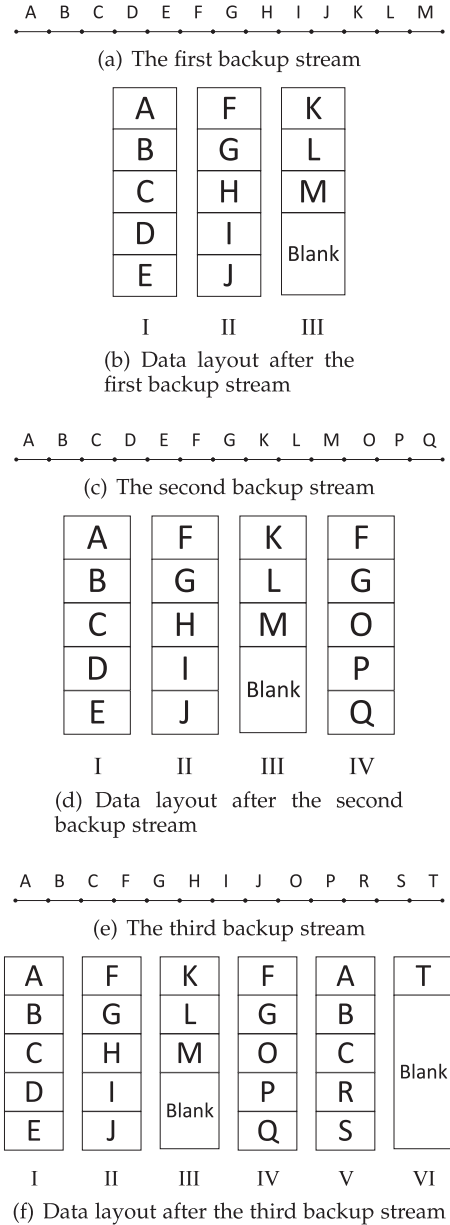 A B C D E F G H I J K L M
(a) The first backup stream
A F K
B G L
C H M
D I Blank
E J
I II III
(b) Data layout after the
first backup stream
A B C D E F G K L M O P Q
(c) The second backup stream
A F K F
B G L G
C H M O
D I Blank P
E J Q
I II III IV
(d) Data layout after the second
backup stream
A B C F G H I J O P R S T
(e) The third backup stream
A F K F A T
B G L G B Blank
C H M O C
D I Blank P R
E J Q S
I II III IV V VI
(f) Data layout after the third backup stream